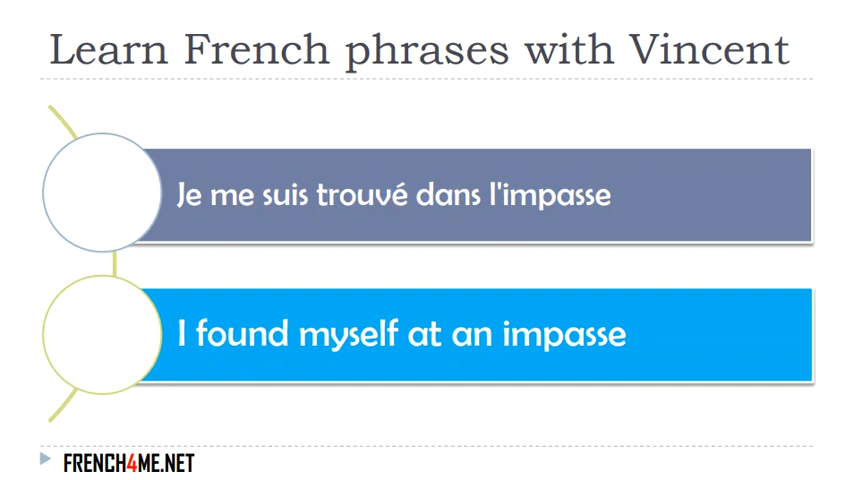 Learn French phrases with Vincent
Je me suis trouvé dans l'impasse
I found myself at an impasse
FRENCH4ME.NET